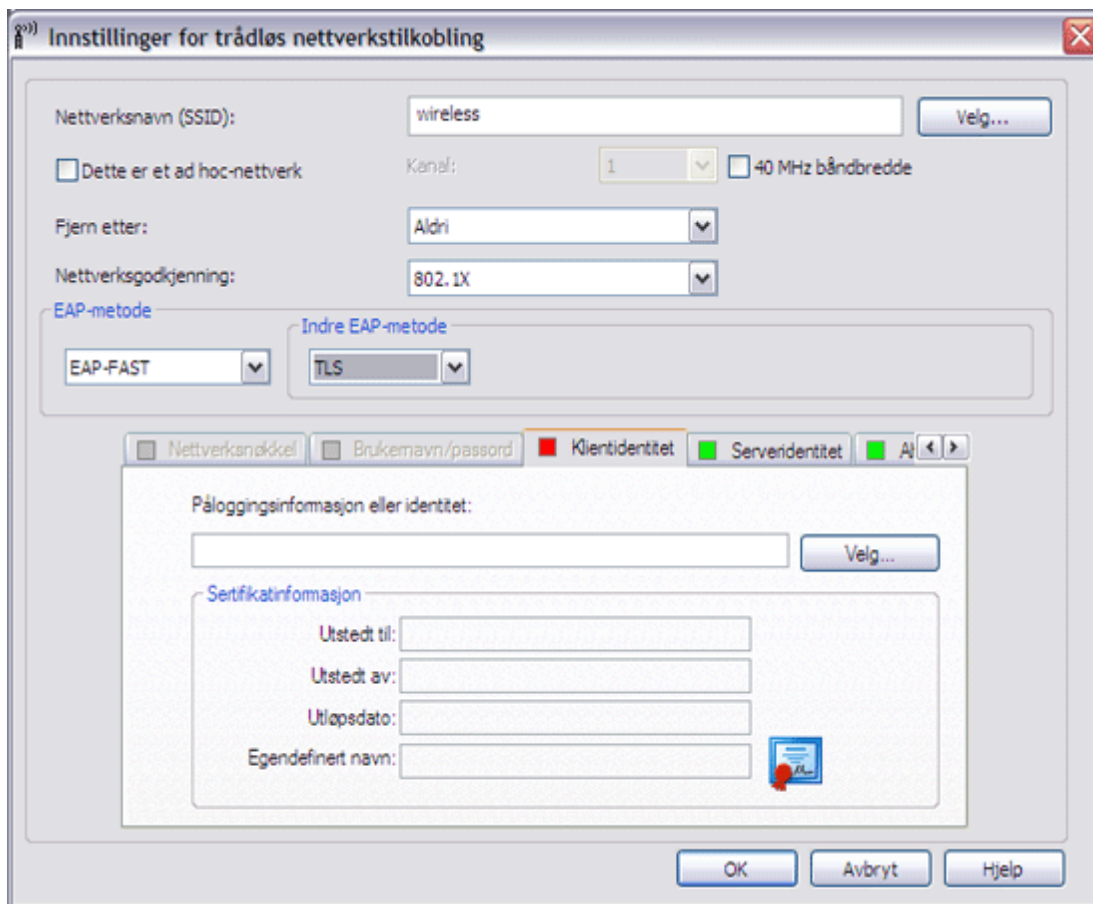 Innstillinger for trådløs nettverkstilkobling
Nettverksnavn (SSID): wireless Velg...
Dette er et ad hoc-nettverk Kanal: 1 40 MHz båndbredde
Fjern etter: Aldri
Nettverksgodkjenning: 802.1X
EAP-metode
Indre EAP-metode
EAP-FAST TLS
Nettverksnøkkel Brukernavn/passord Klientidentitet Serveridentitet
Påloggingsinformasjon eller identitet:
Velg...
Sertifikatinformasjon
Utstedt til:
Utstedt av:
Utløpsdato:
Egendefinert navn:
OK Avbryt Hjelp